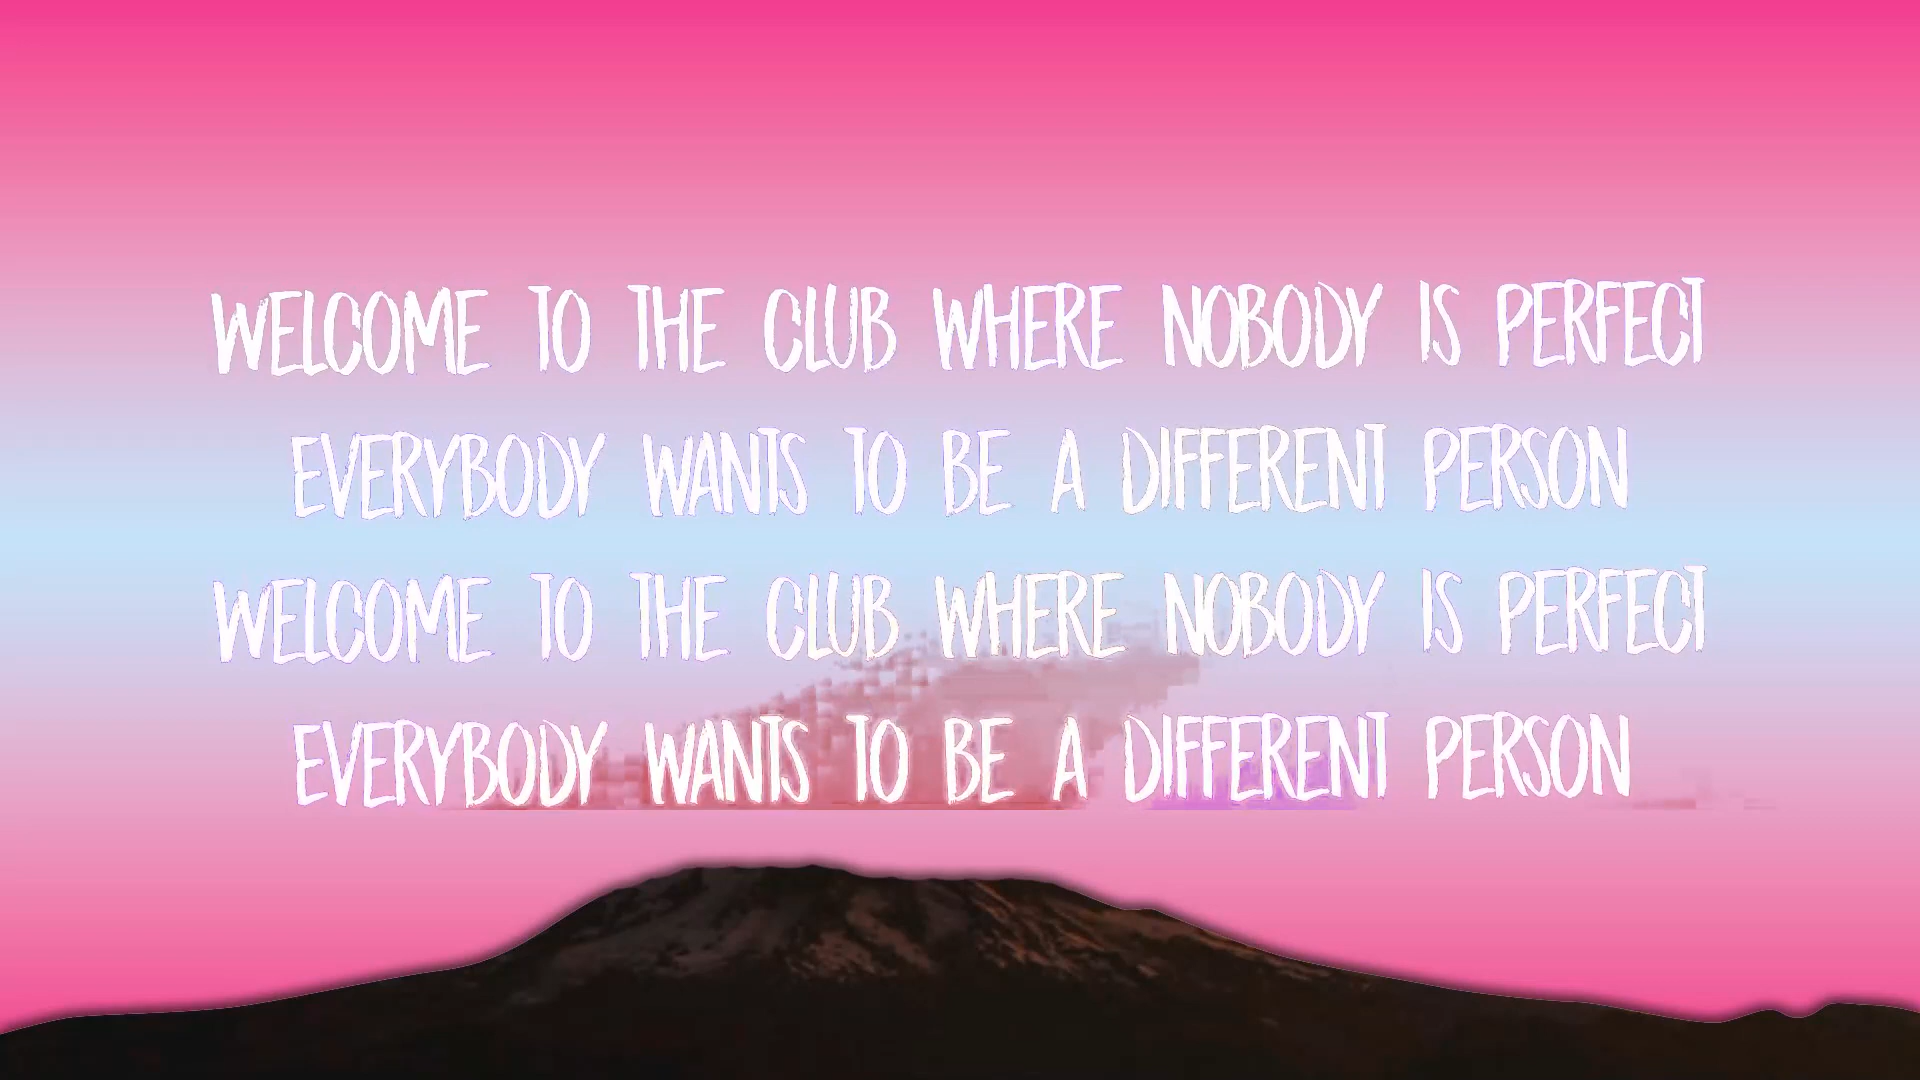 WELCOME TO THE CLUB WHERE NOBODY IS PERFECT
EVERYBODY WANTS TO BE A DIFFERENT PERSON
WELCOME TO THE CLUB WHERE NOBODY IS PERFECT
EVERYBODY WANTS TO BE A DIFFERENT PERSON